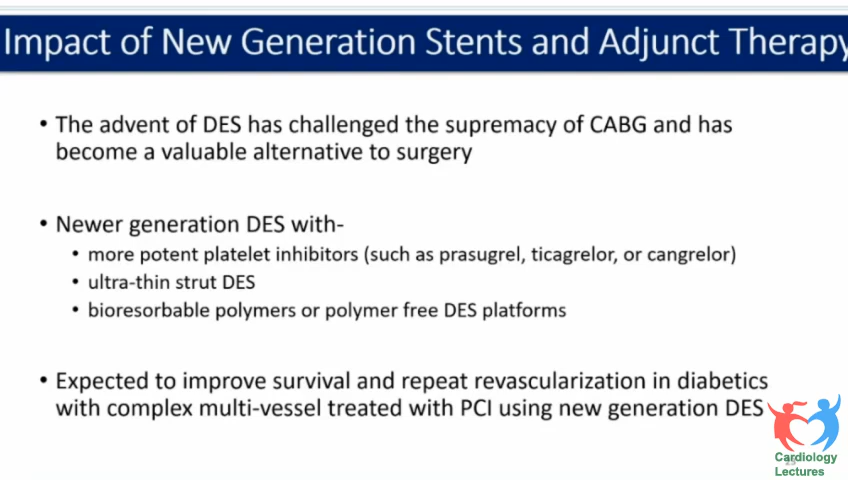 Impact of New Generation Stents and Adjunct Therapy
• The advent of DES has challenged the supremacy of CABG and has
become a valuable alternative to surgery
• Newer generation DES with-
• more potent platelet inhibitors (such as prasugrel, ticagrelor, or cangrelor)
• ultra-thin strut DES
• bioresorbable polymers or polymer free DES platforms
• Expected to improve survival and repeat revascularization in diabetics
with complex multi-vessel treated with PCI using new generation DES
Cardiology
Lectures